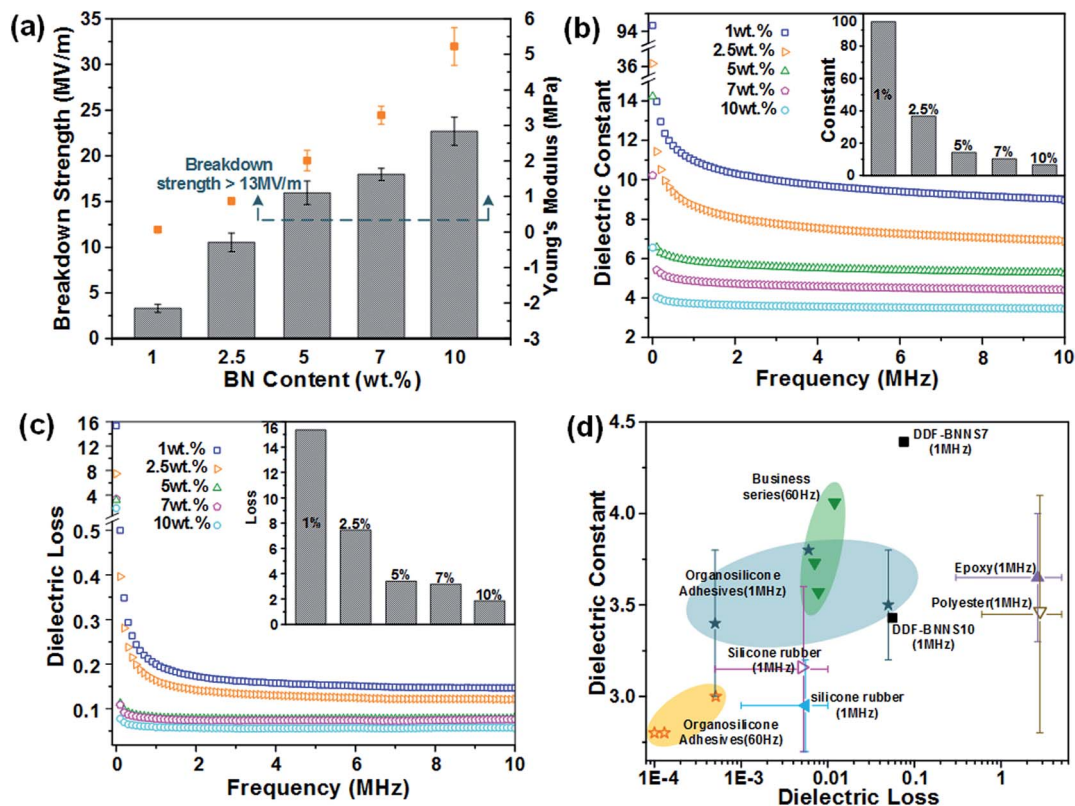 (a)
Breakdown Strength (MV/m)
35
30
25
20
15
10
5
0
Breakdown
strength > 13MV/m
6
5
4
3
2
1
0
-1
-2
-3
Young's Modulus (MPa)
1 2.5 5 7 10
BN Content (wt.%)
(b)
Dielectric Constant
94
36
14
12
10
8
6
4
2
1wt.%
2.5wt.%
5wt.%
7wt.%
10wt.%
Constant
100
80
60
40
20
0
1%
2.5%
5%
7%
10%
0 2 4 6 8 10
Frequency (MHz)
(c)
Dielectric Loss
16
12
8
4
0.5
0.4
0.3
0.2
0.1
1wt.%
2.5wt.%
5wt.%
7wt.%
10wt.%
Loss
16
14
12
10
8
6
4
2
0
1%
2.5%
5%
7%
10%
0 2 4 6 8 10
Frequency (MHz)
(d)
Dielectric Constant
4.5
4.0
3.5
3.0
DDF-BNNS7
(1MHz)
Business
series(60Hz)
Organosilicone
Adhesives(1MHz)
Epoxy(1MHz)
Polyester(1MHz)
DDF-BNNS10
(1MHz)
Silicone rubber
(1MHz)
silicone rubber
(1MHz)
Organosilicone
Adhesives(60Hz)
1E-4 1E-3 0.01 0.1 1
Dielectric Loss